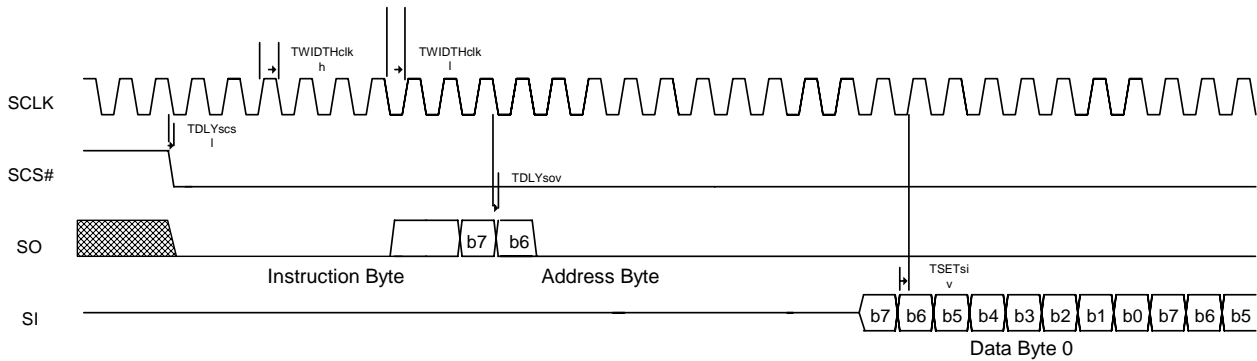 TWIDTHclk
h
TWIDTHclk
l
SCLK
TDLYscs
l
SCS#
TDLYsov
SO
b7 b6
Instruction Byte Address Byte
TSETsi
v
SI
b7 b6 b5 b4 b3 b2 b1 b0 b7 b6 b5
Data Byte 0